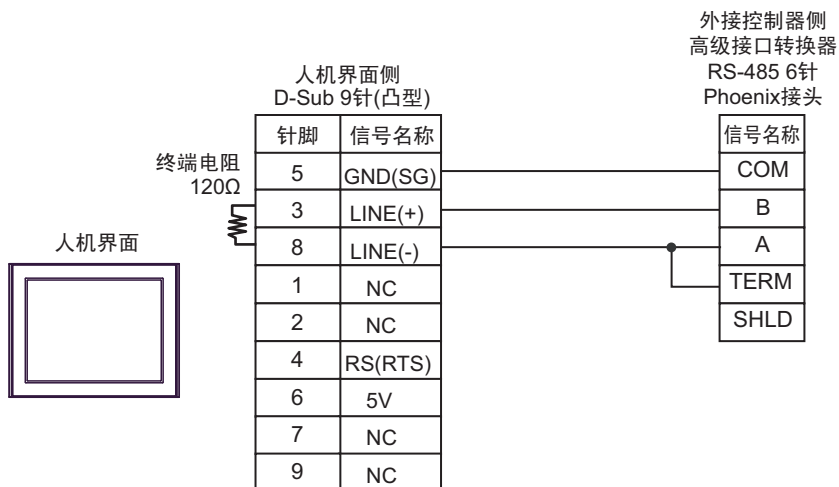 外接控制器侧
高级接口转换器
RS-485 6针
Phoenix接头
人机界面侧
D-Sub 9针(凸型)
针脚 信号名称
信号名称
终端电阻
120Ω
5 GND(SG)
COM
3 LINE(+)
B
8 LINE(-)
A
人机界面
1 NC
TERM
2 NC
SHLD
4 RS(RTS)
6 5V
7 NC
9 NC